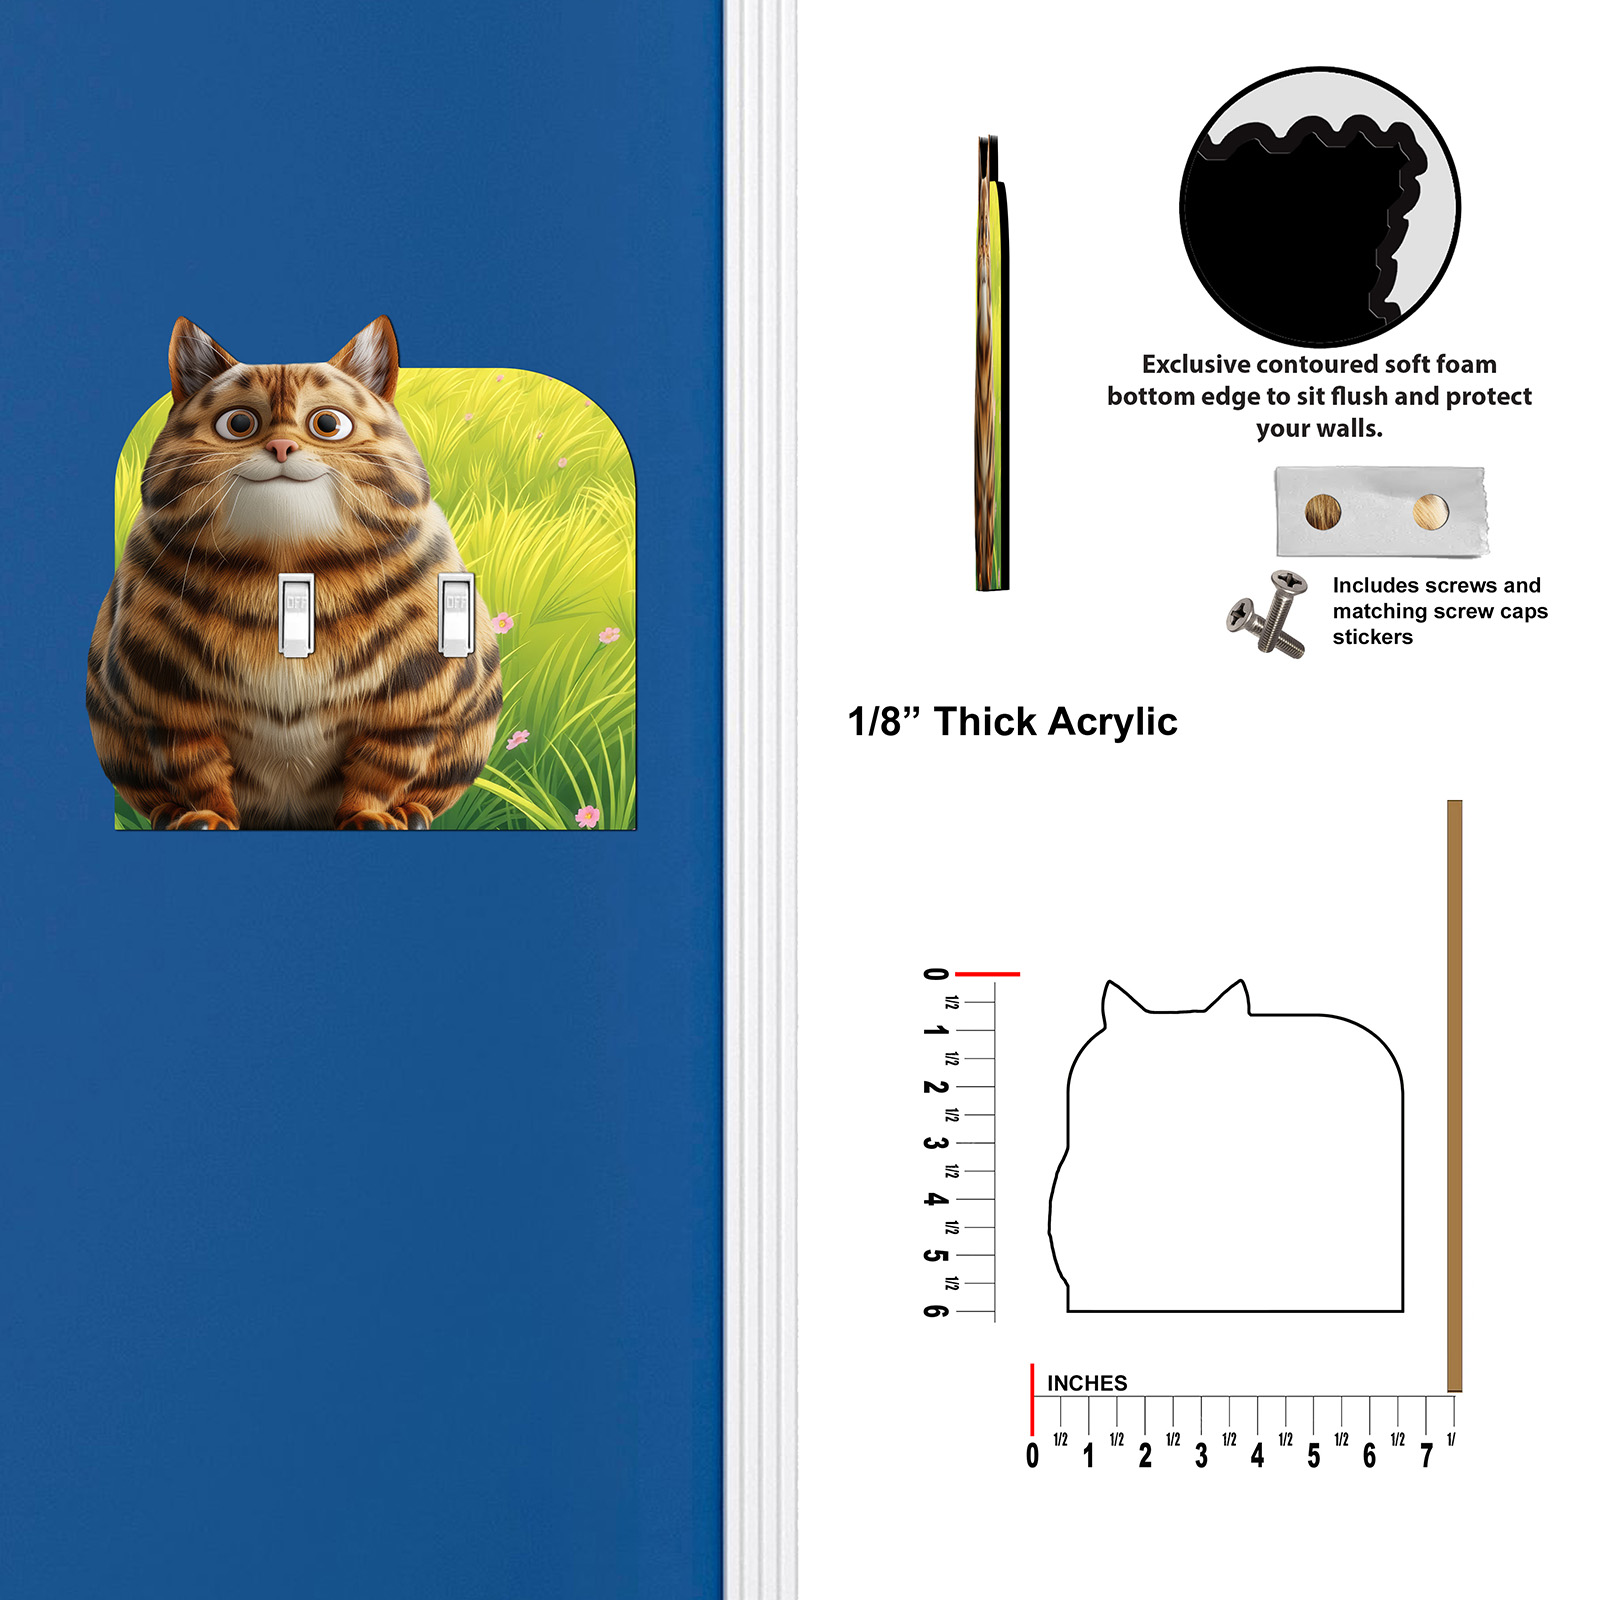 OFF
OFF
Exclusive contoured soft foam
bottom edge to sit flush and protect
your walls.
Includes screws and
matching screw caps
stickers
1/8” Thick Acrylic
0
1/2
1
1/2
2
1/2
3
1/2
4
1/2
5
1/2
6
INCHES
0 1/2 1 1/2 2 1/2 3 1/2 4 1/2 5 1/2 6 1/2 7 1/